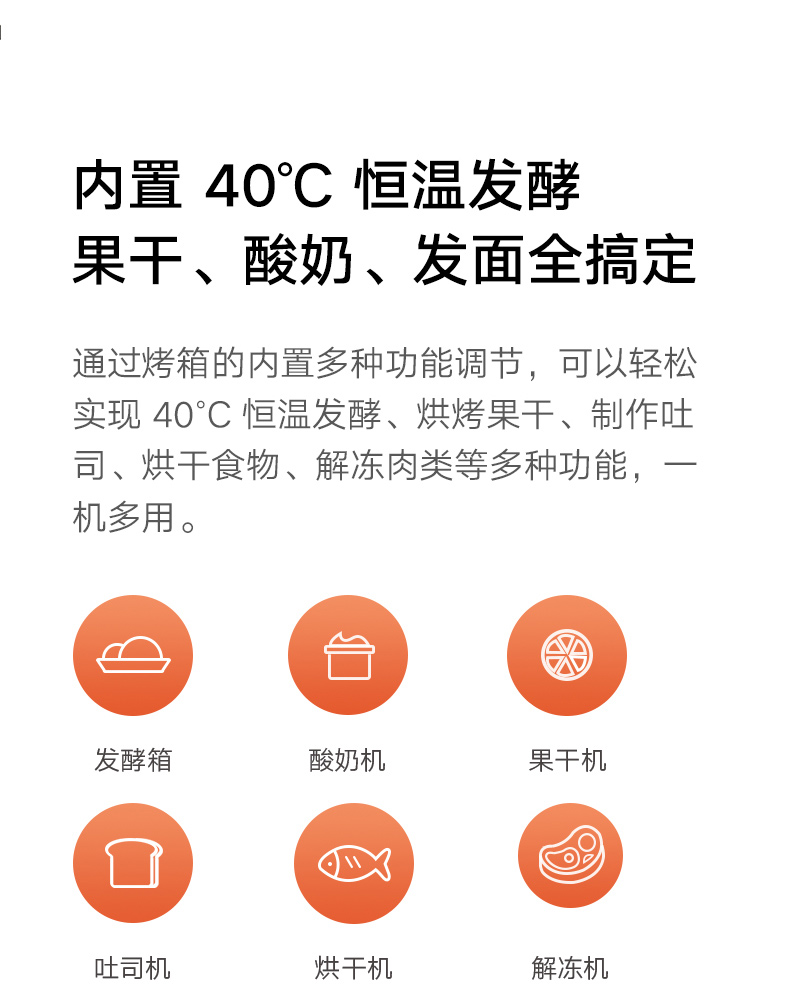 内置 40℃ 恒温发酵
果干、酸奶、发面全搞定
通过烤箱的内置多种功能调节，可以轻松
实现 40°C 恒温发酵、烘烤果干、制作吐
司、烘干食物、解冻肉类等多种功能，一
机多用。
发酵箱
酸奶机
果干机
吐司机
烘干机
解冻机